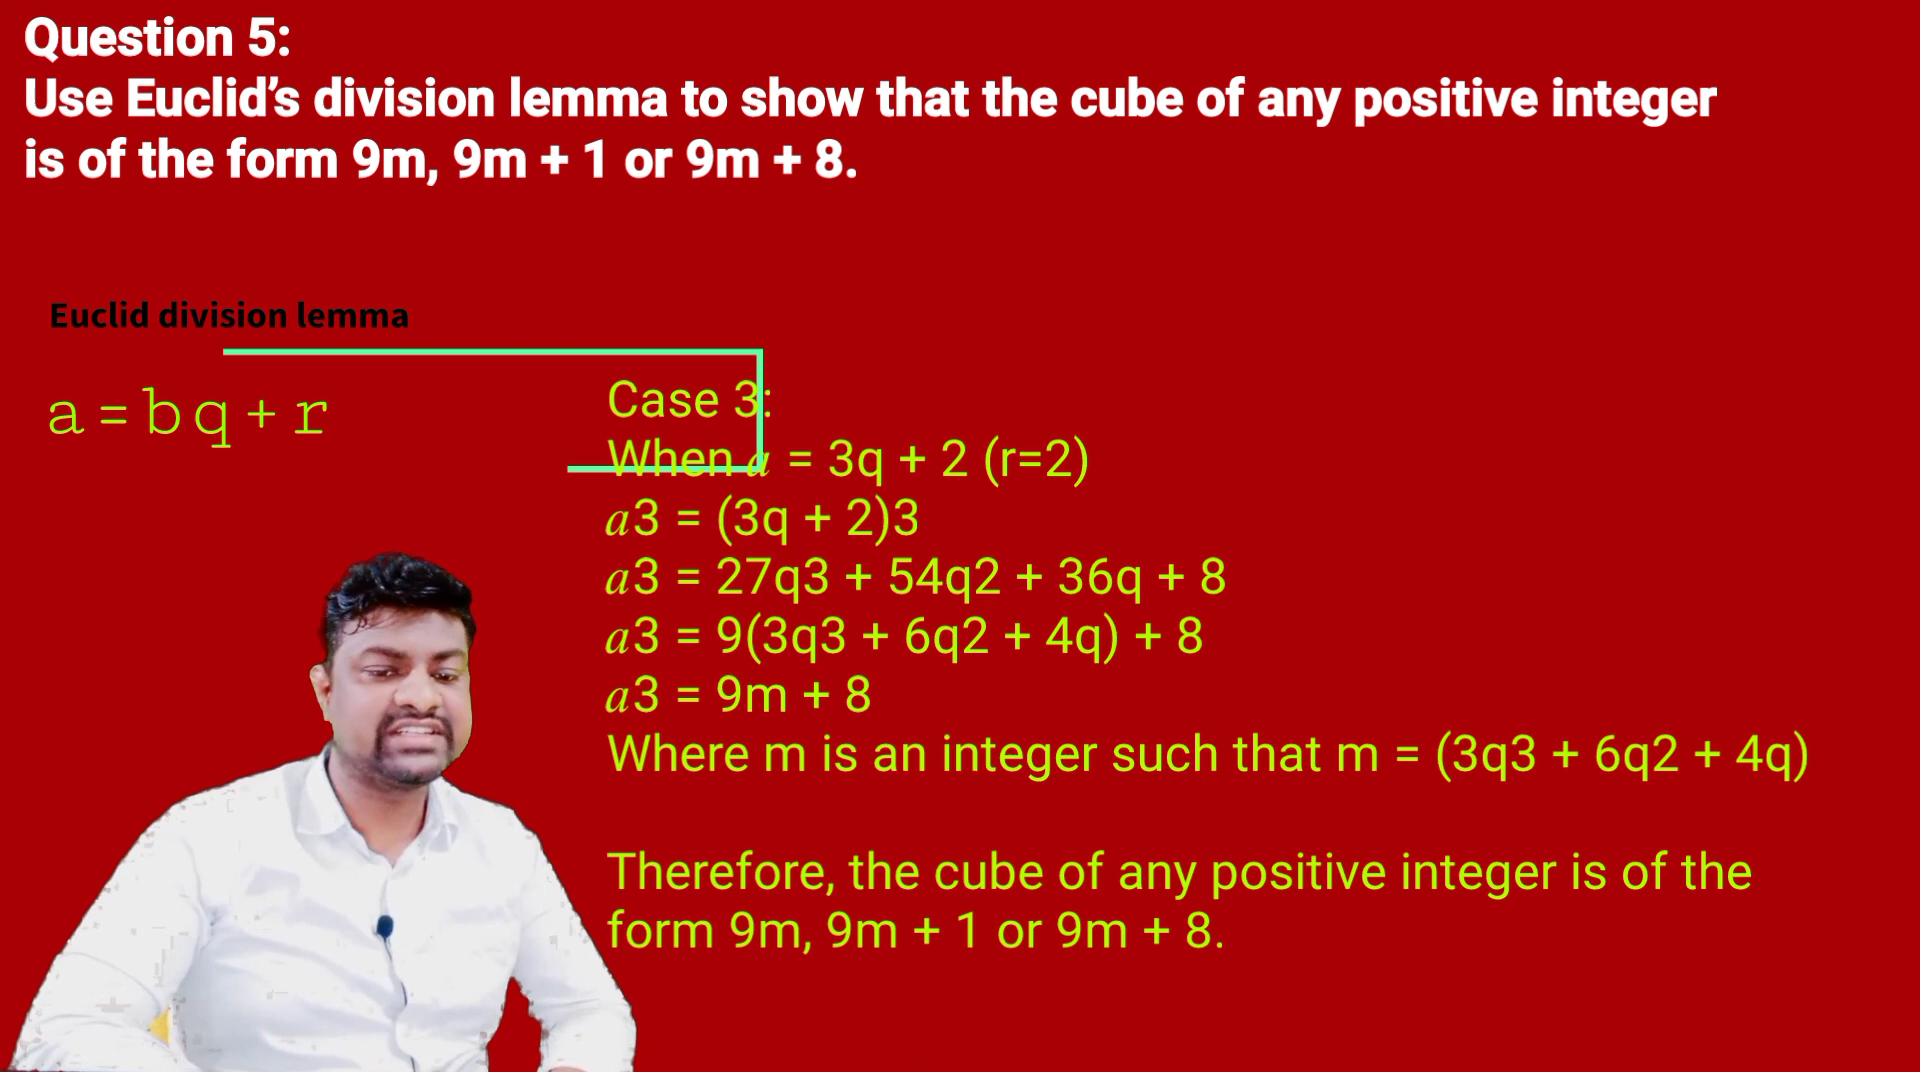 Question 5:
Use Euclid’s division lemma to show that the cube of any positive integer
is of the form 9m, 9m + 1 or 9m + 8.
Euclid division lemma
a = b q + r
Case 3:
When a = 3q + 2 (r=2)
a3 = (3q + 2)3
a3 = 27q3 + 54q2 + 36q + 8
a3 = 9(3q3 + 6q2 + 4q) + 8
a3 = 9m + 8
Where m is an integer such that m = (3q3 + 6q2 + 4q)
Therefore, the cube of any positive integer is of the
form 9m, 9m + 1 or 9m + 8.